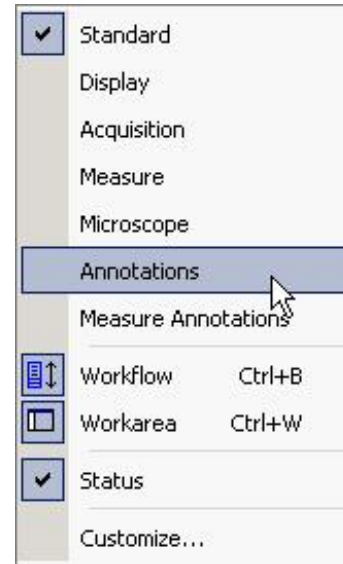 Standard
Display
Acquisition
Measure
Microscope
Annotations
Measure Annotations
Workflow Ctrl+B
Workarea Ctrl+W
Status
Customize...